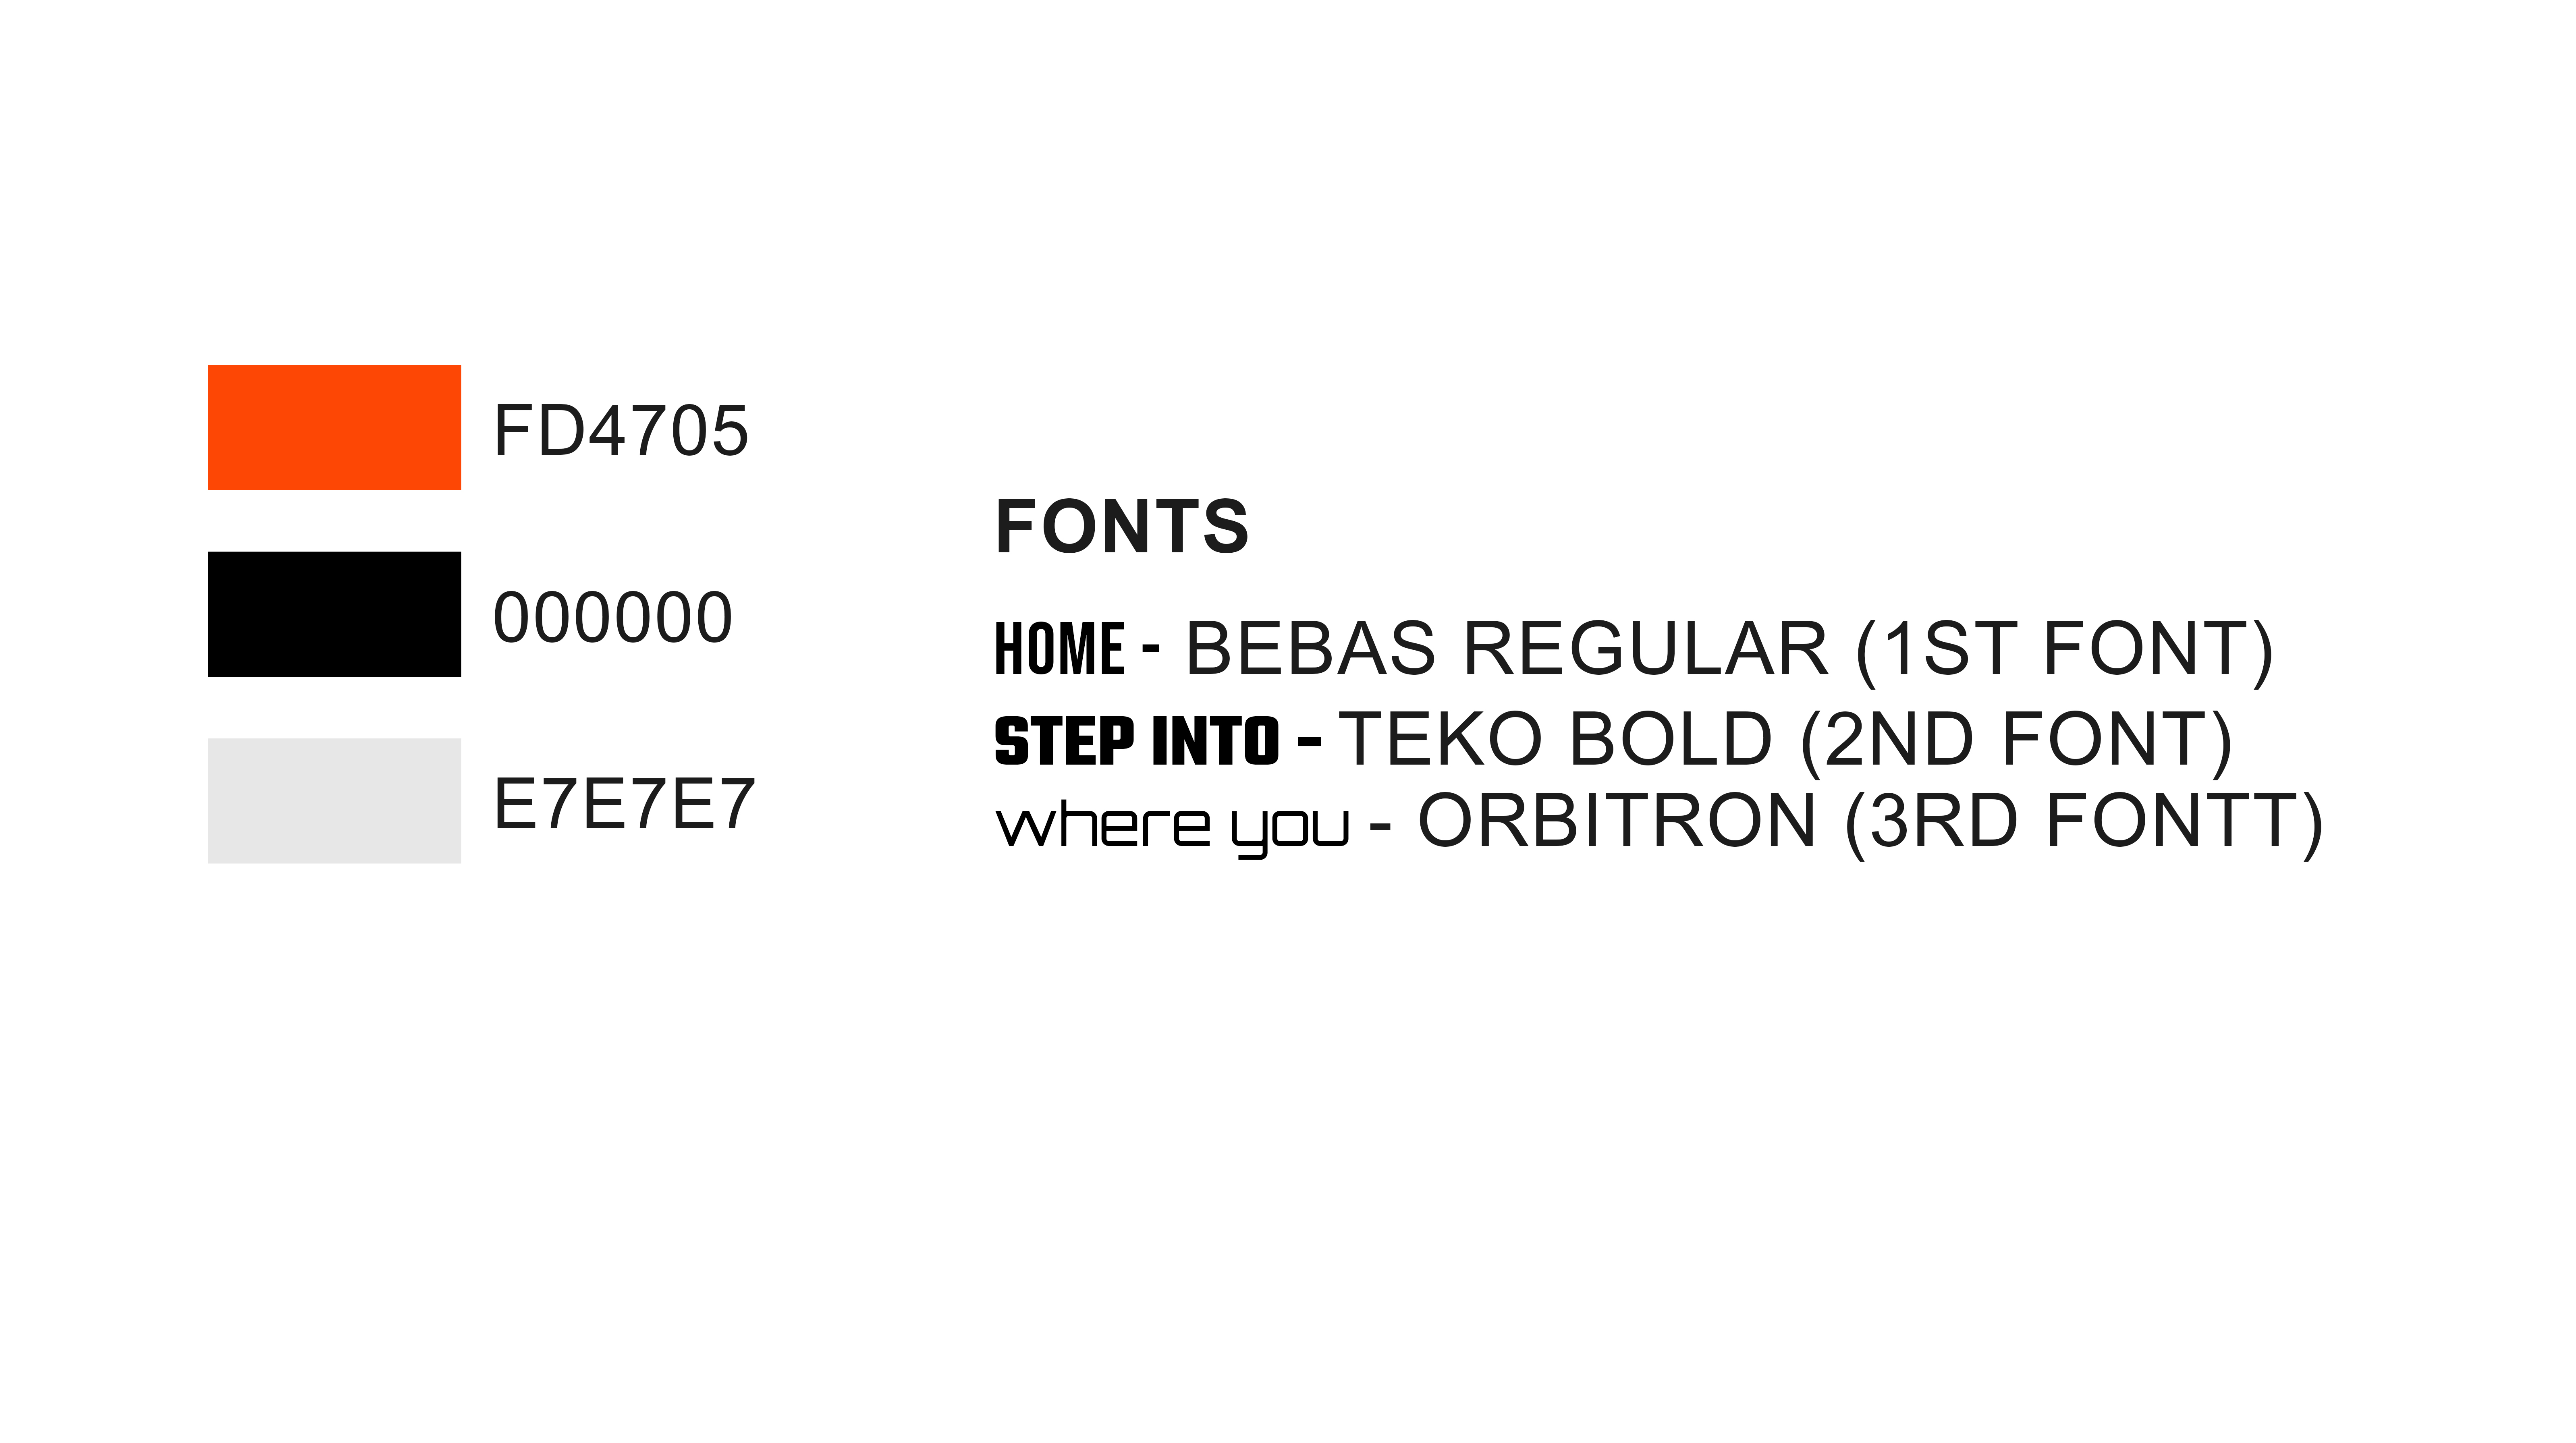 FD4705
000000
E7E7E7
FONTS
HOME - BEBAS REGULAR (1ST FONT)
STEP INTO - TEKO BOLD (2ND FONT)
where you - ORBITRON (3RD FONTT)